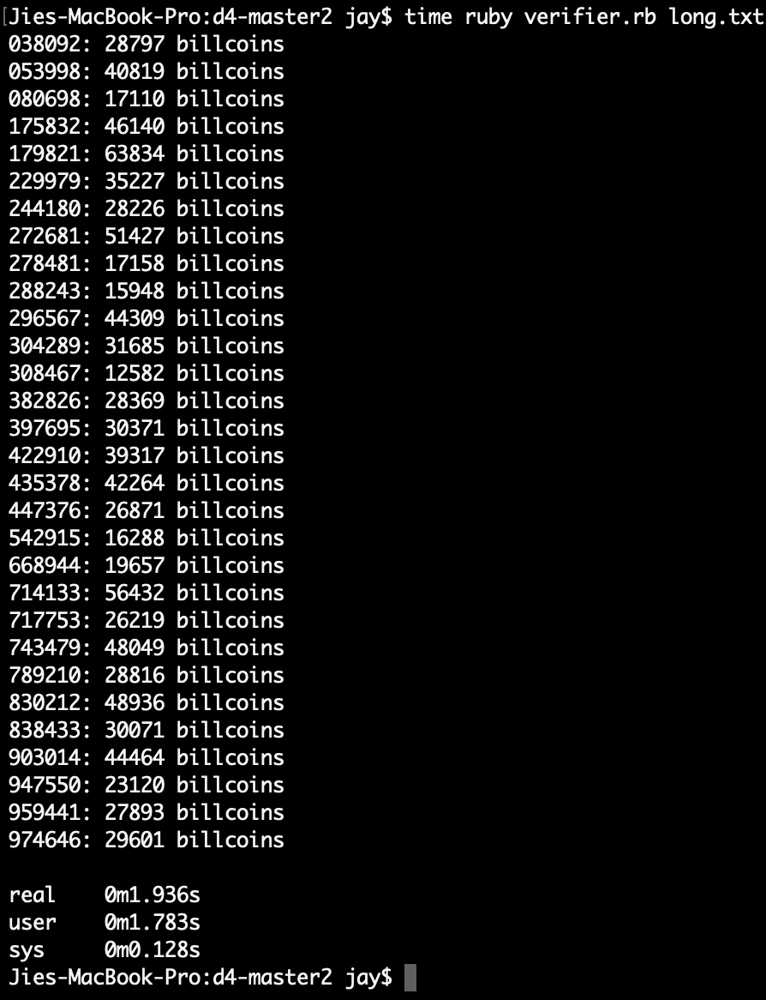 [Jies-MacBook-Pro:d4-master2 jay$ time ruby verifier.rb long.txt
038092: 28797 billcoins
053998: 40819 billcoins
080698: 17110 billcoins
175832: 46140 billcoins
179821: 63834 billcoins
229979: 35227 billcoins
244180: 28226 billcoins
272681: 51427 billcoins
278481: 17158 billcoins
288243: 15948 billcoins
296567: 44309 billcoins
304289: 31685 billcoins
308467: 12582 billcoins
382826: 28369 billcoins
397695: 30371 billcoins
422910: 39317 billcoins
435378: 42264 billcoins
447376: 26871 billcoins
542915: 16288 billcoins
668944: 19657 billcoins
714133: 56432 billcoins
717753: 26219 billcoins
743479: 48049 billcoins
789210: 28816 billcoins
830212: 48936 billcoins
838433: 30071 billcoins
903014: 44464 billcoins
947550: 23120 billcoins
959441: 27893 billcoins
974646: 29601 billcoins
real 0m1.936s
user 0m1.783s
sys 0m0.128s
Jies-MacBook-Pro:d4-master2 jay$